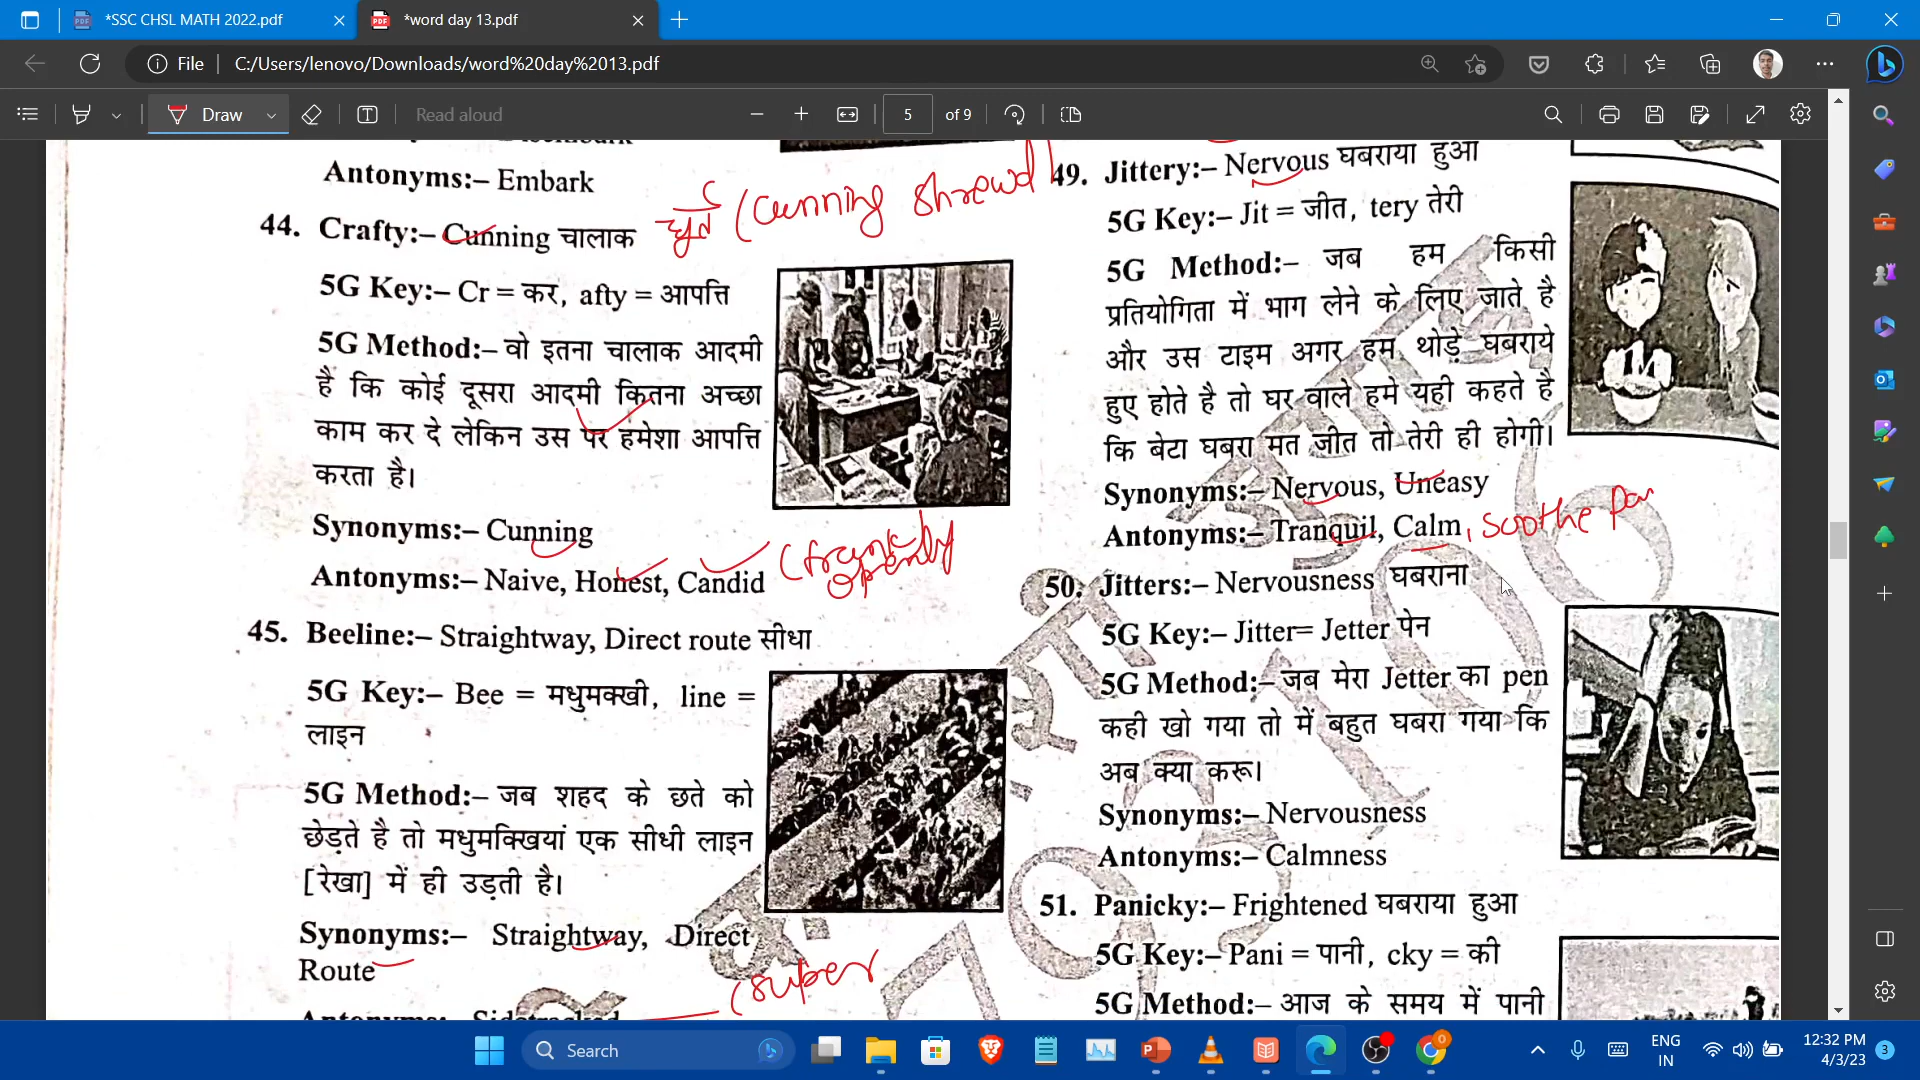 *SSC CHSL MATH 2022.pdf
*word day 13.pdf
File
C:/Users/lenovo/Downloads/word%20day%2013.pdf
Draw
Read aloud
5
of 9
Antonyms:– Embark
44. Crafty:– Cunning चालाक
(Cunning Shrewd
5G Key:– Cr = कर, afty = आपत्ति
5G Method:– वो इतना चालाक आदमी
है कि कोई दूसरा आदमी कितना अच्छा
काम कर दे लेकिन उस पर हमेशा आपत्ति
करता है।
Synonyms:– Cunning
Antonyms:– Naive, Honest, Candid
(frankly
openly
45. Beeline:– Straightway, Direct route सीधा
5G Key:– Bee = मधुमक्खी, line =
लाइन
5G Method:– जब शहद के छते को
छेड़ते है तो मधुमक्खियां एक सीधी लाइन
[रेखा] में ही उड़ती है।
Synonyms:– Straightway, Direct
Route
(super
49. Jittery:– Nervous घबराया हुआ
5G Key:– Jit = जीत, tery तेरी
5G Method:– जब हम किसी
प्रतियोगिता में भाग लेने के लिए जाते है
और उस टाइम अगर हम थोड़े घबराये
हुए होते है तो घर वाले हमे यही कहते है
कि बेटा घबरा मत जीत तो तेरी ही होगी।
Synonyms:– Nervous, Uneasy
Antonyms:– Tranquil, Calm, Soothe
50. Jitters:– Nervousness घबराना
5G Key:– Jitter= Jetter पेन
5G Method:– जब मेरा Jetter का pen
कही खो गया तो में बहुत घबरा गया कि
अब क्या करू।
Synonyms:– Nervousness
Antonyms:– Calmness
51. Panicky:– Frightened घबराया हुआ
5G Key:– Pani = पानी, cky = की
5G Method:– आज के समय में पानी
Search
ENG
IN
12:32 PM
4/3/23
3